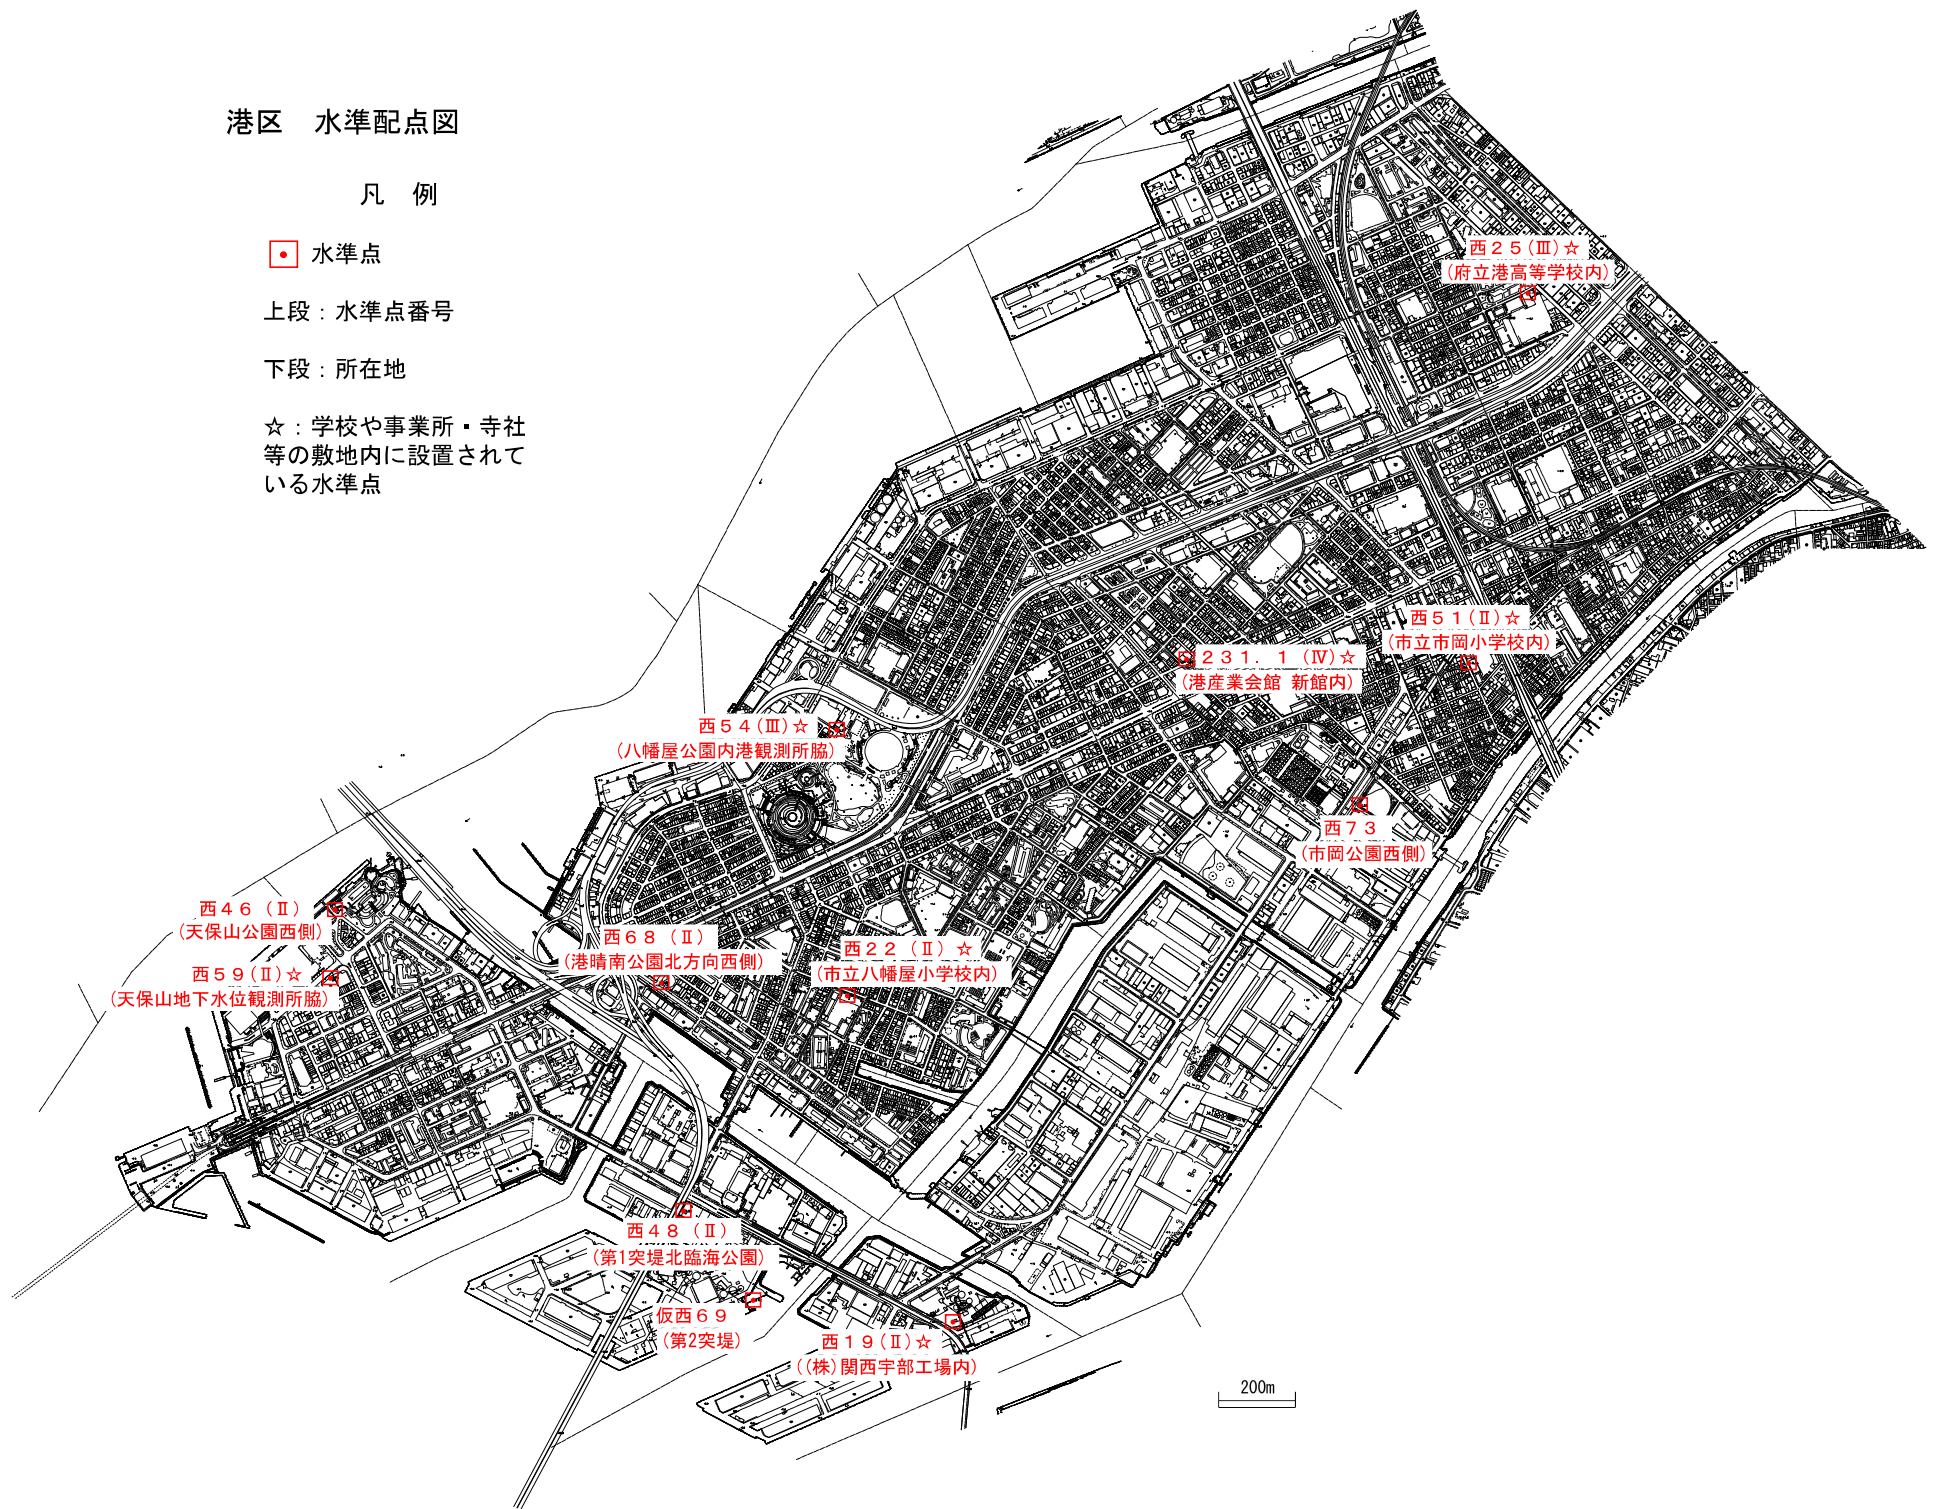 港区　水準配点図
凡　例
水準点
上段：水準点番号
下段：所在地
☆：学校や事業所・寺社
等の敷地内に設置されて
いる水準点
西２５(Ⅲ)☆
(府立港高等学校内)
西５１(Ⅱ)☆
(市立市岡小学校内)
２３１．１（Ⅳ)☆
(港産業会館 新館内)
西５４(Ⅲ)☆
(八幡屋公園内港観測所脇)
西７３
(市岡公園西側)
西４６（Ⅱ）
(天保山公園西側)
西６８（Ⅱ）
(港晴南公園北方向西側)
西２２（Ⅱ）☆
(市立八幡屋小学校内)
西５９(Ⅱ)☆
(天保山地下水位観測所脇)
西４８（Ⅱ）
(第1突堤北臨海公園)
仮西６９
(第2突堤)
西１９(Ⅱ)☆
((株)関西宇部工場内)
200m